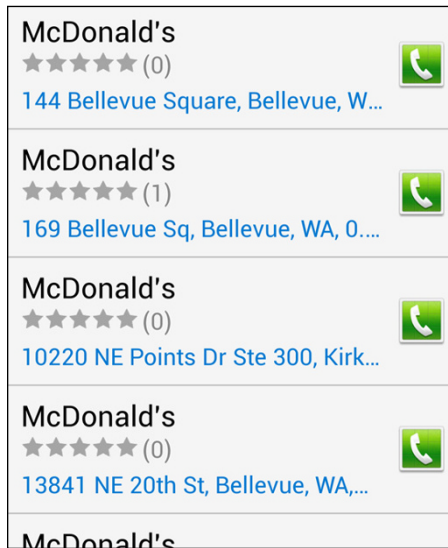 McDonald's
(0)
144 Bellevue Square, Bellevue, W...
McDonald's
(1)
169 Bellevue Sq, Bellevue, WA, 0....
McDonald's
(0)
10220 NE Points Dr Ste 300, Kirk...
McDonald's
(0)
13841 NE 20th St, Bellevue, WA,...
McDonald's